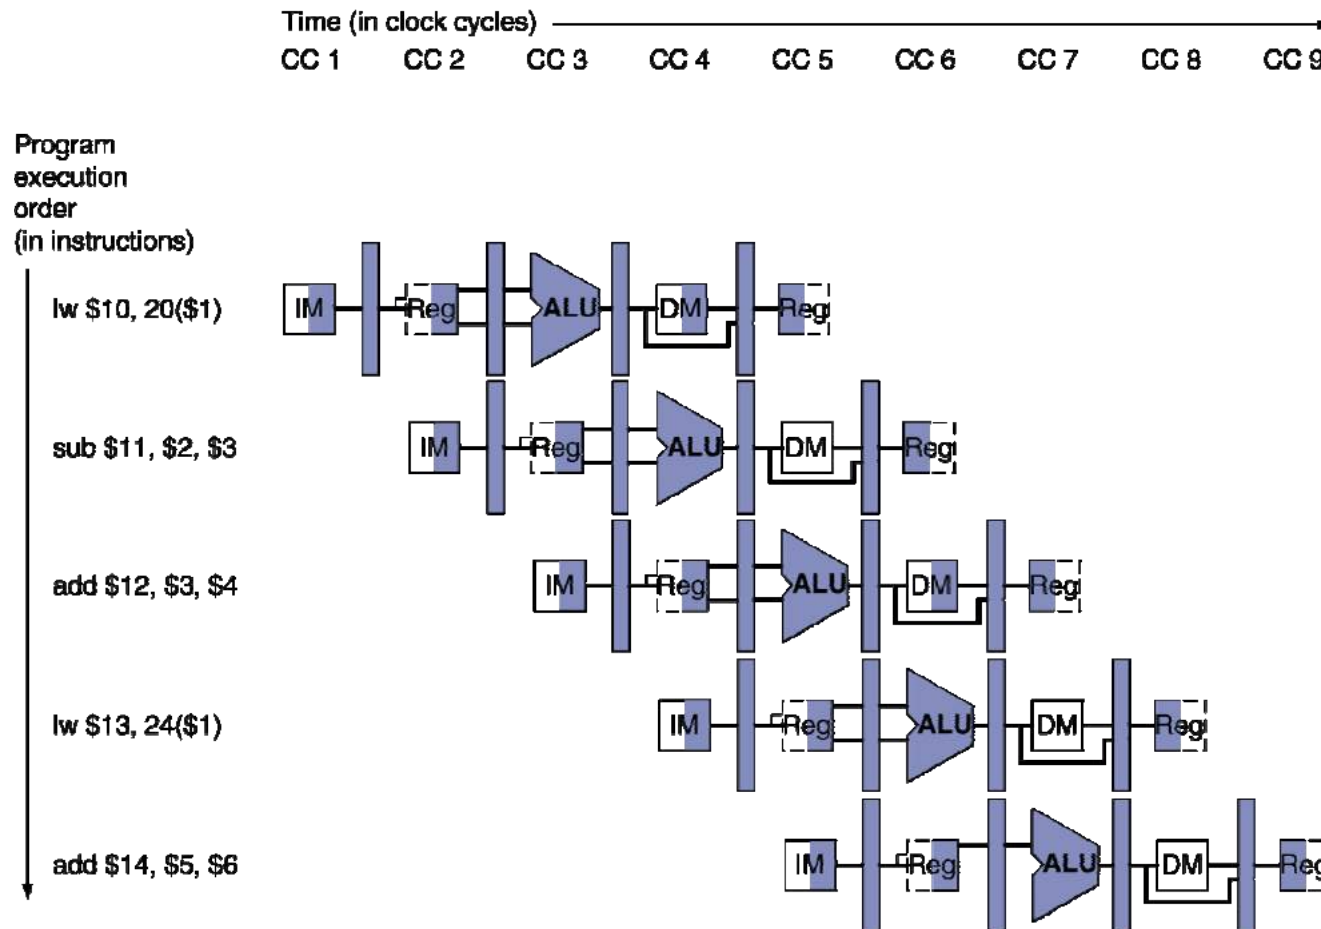 Time (in clock cycles)
CC 1 CC 2 CC 3 CC 4 CC 5 CC 6 CC 7 CC 8 CC 9
Program
execution
order
(in instructions)
lw $10, 20($1)
IM Reg ALU DM Reg
sub $11, $2, $3
IM Reg ALU DM Reg
add $12, $3, $4
IM Reg ALU DM Reg
lw $13, 24($1)
IM Reg ALU DM Reg
add $14, $5, $6
IM Reg ALU DM Reg